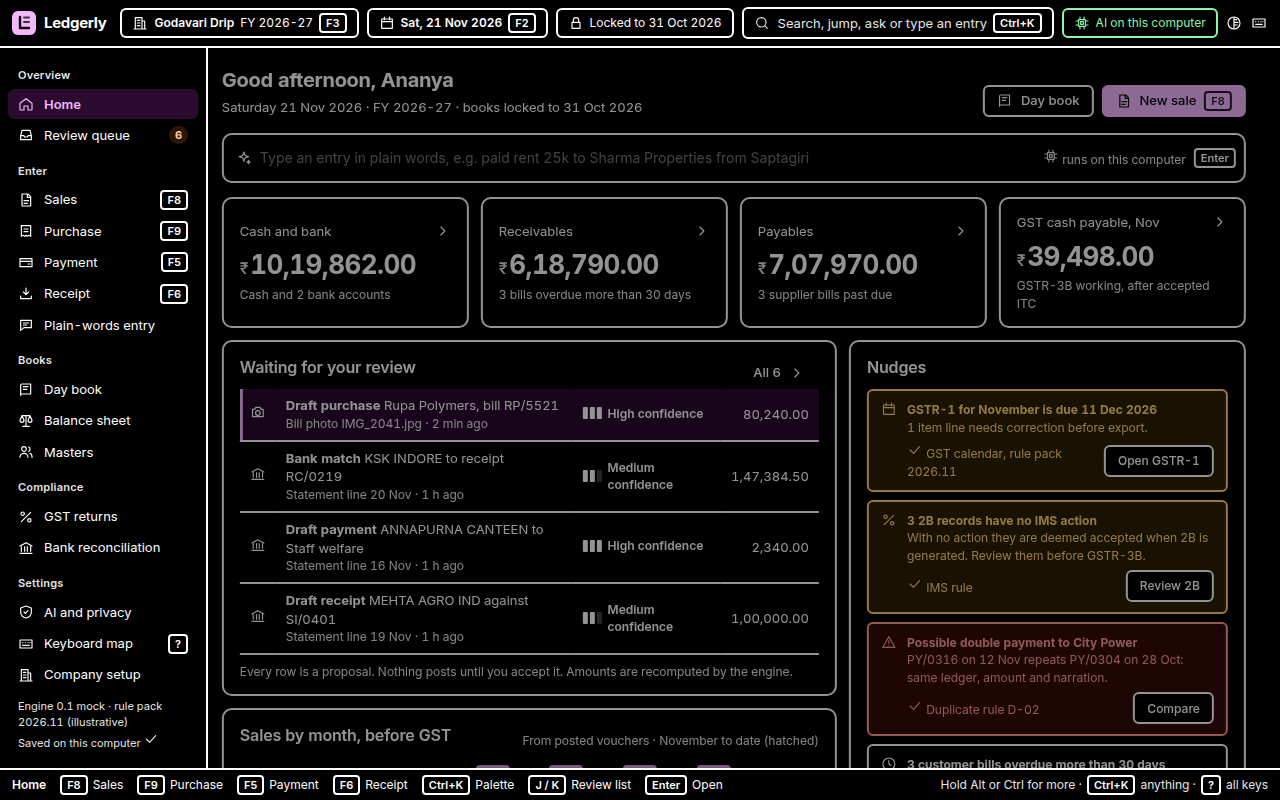 Ledgerly
Godavari Drip FY 2026-27 F3
Sat, 21 Nov 2026 F2
Locked to 31 Oct 2026
Search, jump, ask or type an entry Ctrl+K
AI on this computer
Overview
Home
Review queue 6
Enter
Sales F8
Purchase F9
Payment F5
Receipt F6
Plain-words entry
Books
Day book
Balance sheet
Masters
Compliance
GST returns
Bank reconciliation
Settings
AI and privacy
Keyboard map ?
Company setup
Engine 0.1 mock · rule pack
2026.11 (illustrative)
Saved on this computer
Good afternoon, Ananya
Saturday 21 Nov 2026 · FY 2026-27 · books locked to 31 Oct 2026
Day book
New sale F8
Type an entry in plain words, e.g. paid rent 25k to Sharma Properties from Saptagiri
runs on this computer Enter
Cash and bank
₹10,19,862.00
Cash and 2 bank accounts
Receivables
₹6,18,790.00
3 bills overdue more than 30 days
Payables
₹7,07,970.00
3 supplier bills past due
GST cash payable, Nov
₹39,498.00
GSTR-3B working, after accepted
ITC
Waiting for your review
All 6
Draft purchase Rupa Polymers, bill RP/5521
Bill photo IMG_2041.jpg · 2 min ago
High confidence
80,240.00
Bank match KSK INDORE to receipt
RC/0219
Statement line 20 Nov · 1 h ago
Medium
confidence
1,47,384.50
Draft payment ANNAPURNA CANTEEN to
Staff welfare
Statement line 16 Nov · 1 h ago
High confidence
2,340.00
Draft receipt MEHTA AGRO IND against
SI/0401
Statement line 19 Nov · 1 h ago
Medium
confidence
1,00,000.00
Every row is a proposal. Nothing posts until you accept it. Amounts are recomputed by the engine.
Sales by month, before GST
From posted vouchers · November to date (hatched)
Nudges
GSTR-1 for November is due 11 Dec 2026
1 item line needs correction before export.
GST calendar, rule pack
2026.11
Open GSTR-1
3 2B records have no IMS action
With no action they are deemed accepted when 2B is
generated. Review them before GSTR-3B.
IMS rule
Review 2B
Possible double payment to City Power
PY/0316 on 12 Nov repeats PY/0304 on 28 Oct:
same ledger, amount and narration.
Duplicate rule D-02
Compare
3 customer bills overdue more than 30 days
Home F8 Sales F9 Purchase F5 Payment F6 Receipt Ctrl+K Palette J / K Review list Enter Open
Hold Alt or Ctrl for more · Ctrl+K anything · ? all keys